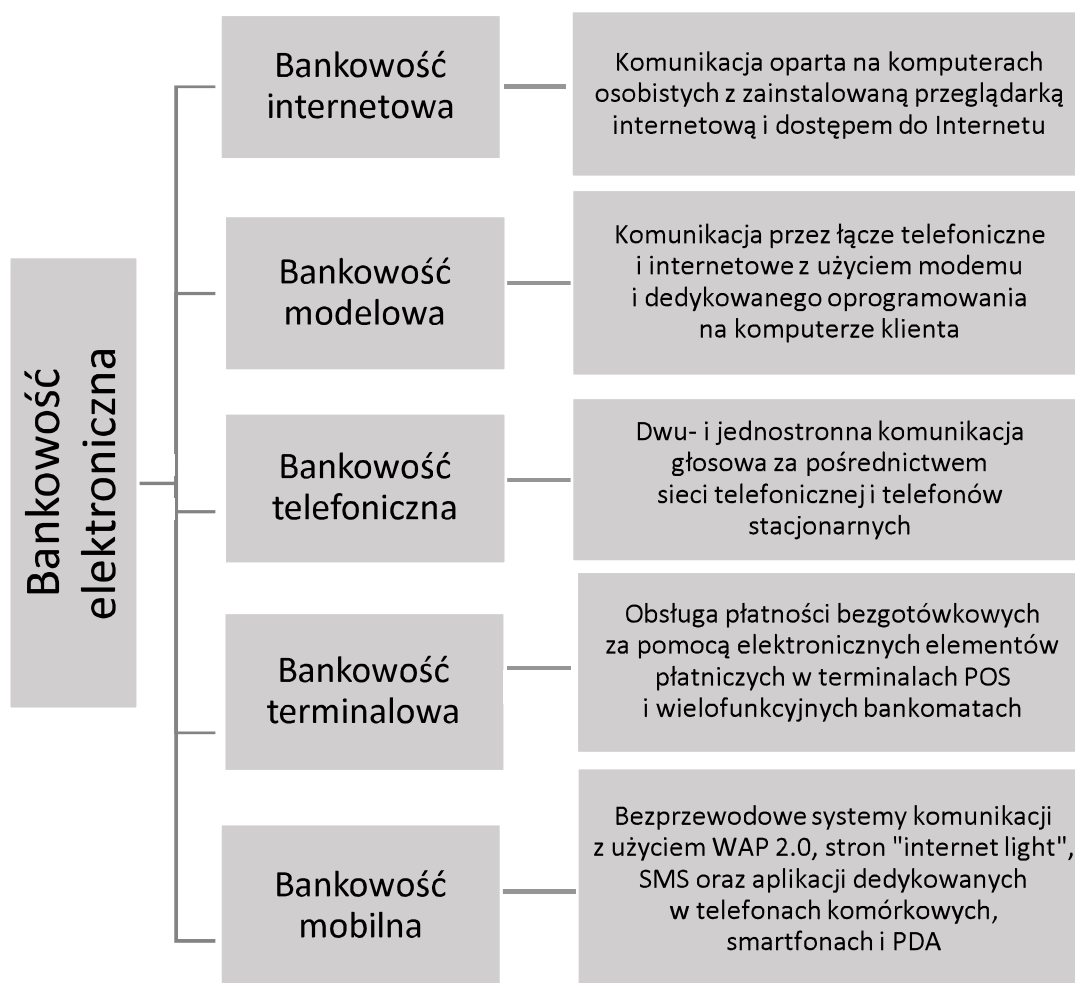 Bankowość
elektroniczna
Bankowość
internetowa
Komunikacja oparta na komputerach
osobistych z zainstalowaną przeglądarką
internetową i dostępem do Internetu
Bankowość
modelowa
Komunikacja przez łącze telefoniczne
i internetowe z użyciem modemu
i dedykowanego oprogramowania
na komputerze klienta
Bankowość
telefoniczna
Dwu- i jednostronna komunikacja
głosowa za pośrednictwem
sieci telefonicznej i telefonów
stacjonarnych
Bankowość
terminalowa
Obsługa płatności bezgotówkowych
za pomocą elektronicznych elementów
płatniczych w terminalach POS
i wielofunkcyjnych bankomatach
Bankowość
mobilna
Bezprzewodowe systemy komunikacji
z użyciem WAP 2.0, stron "internet light",
SMS oraz aplikacji dedykowanych
w telefonach komórkowych,
smartfonach i PDA